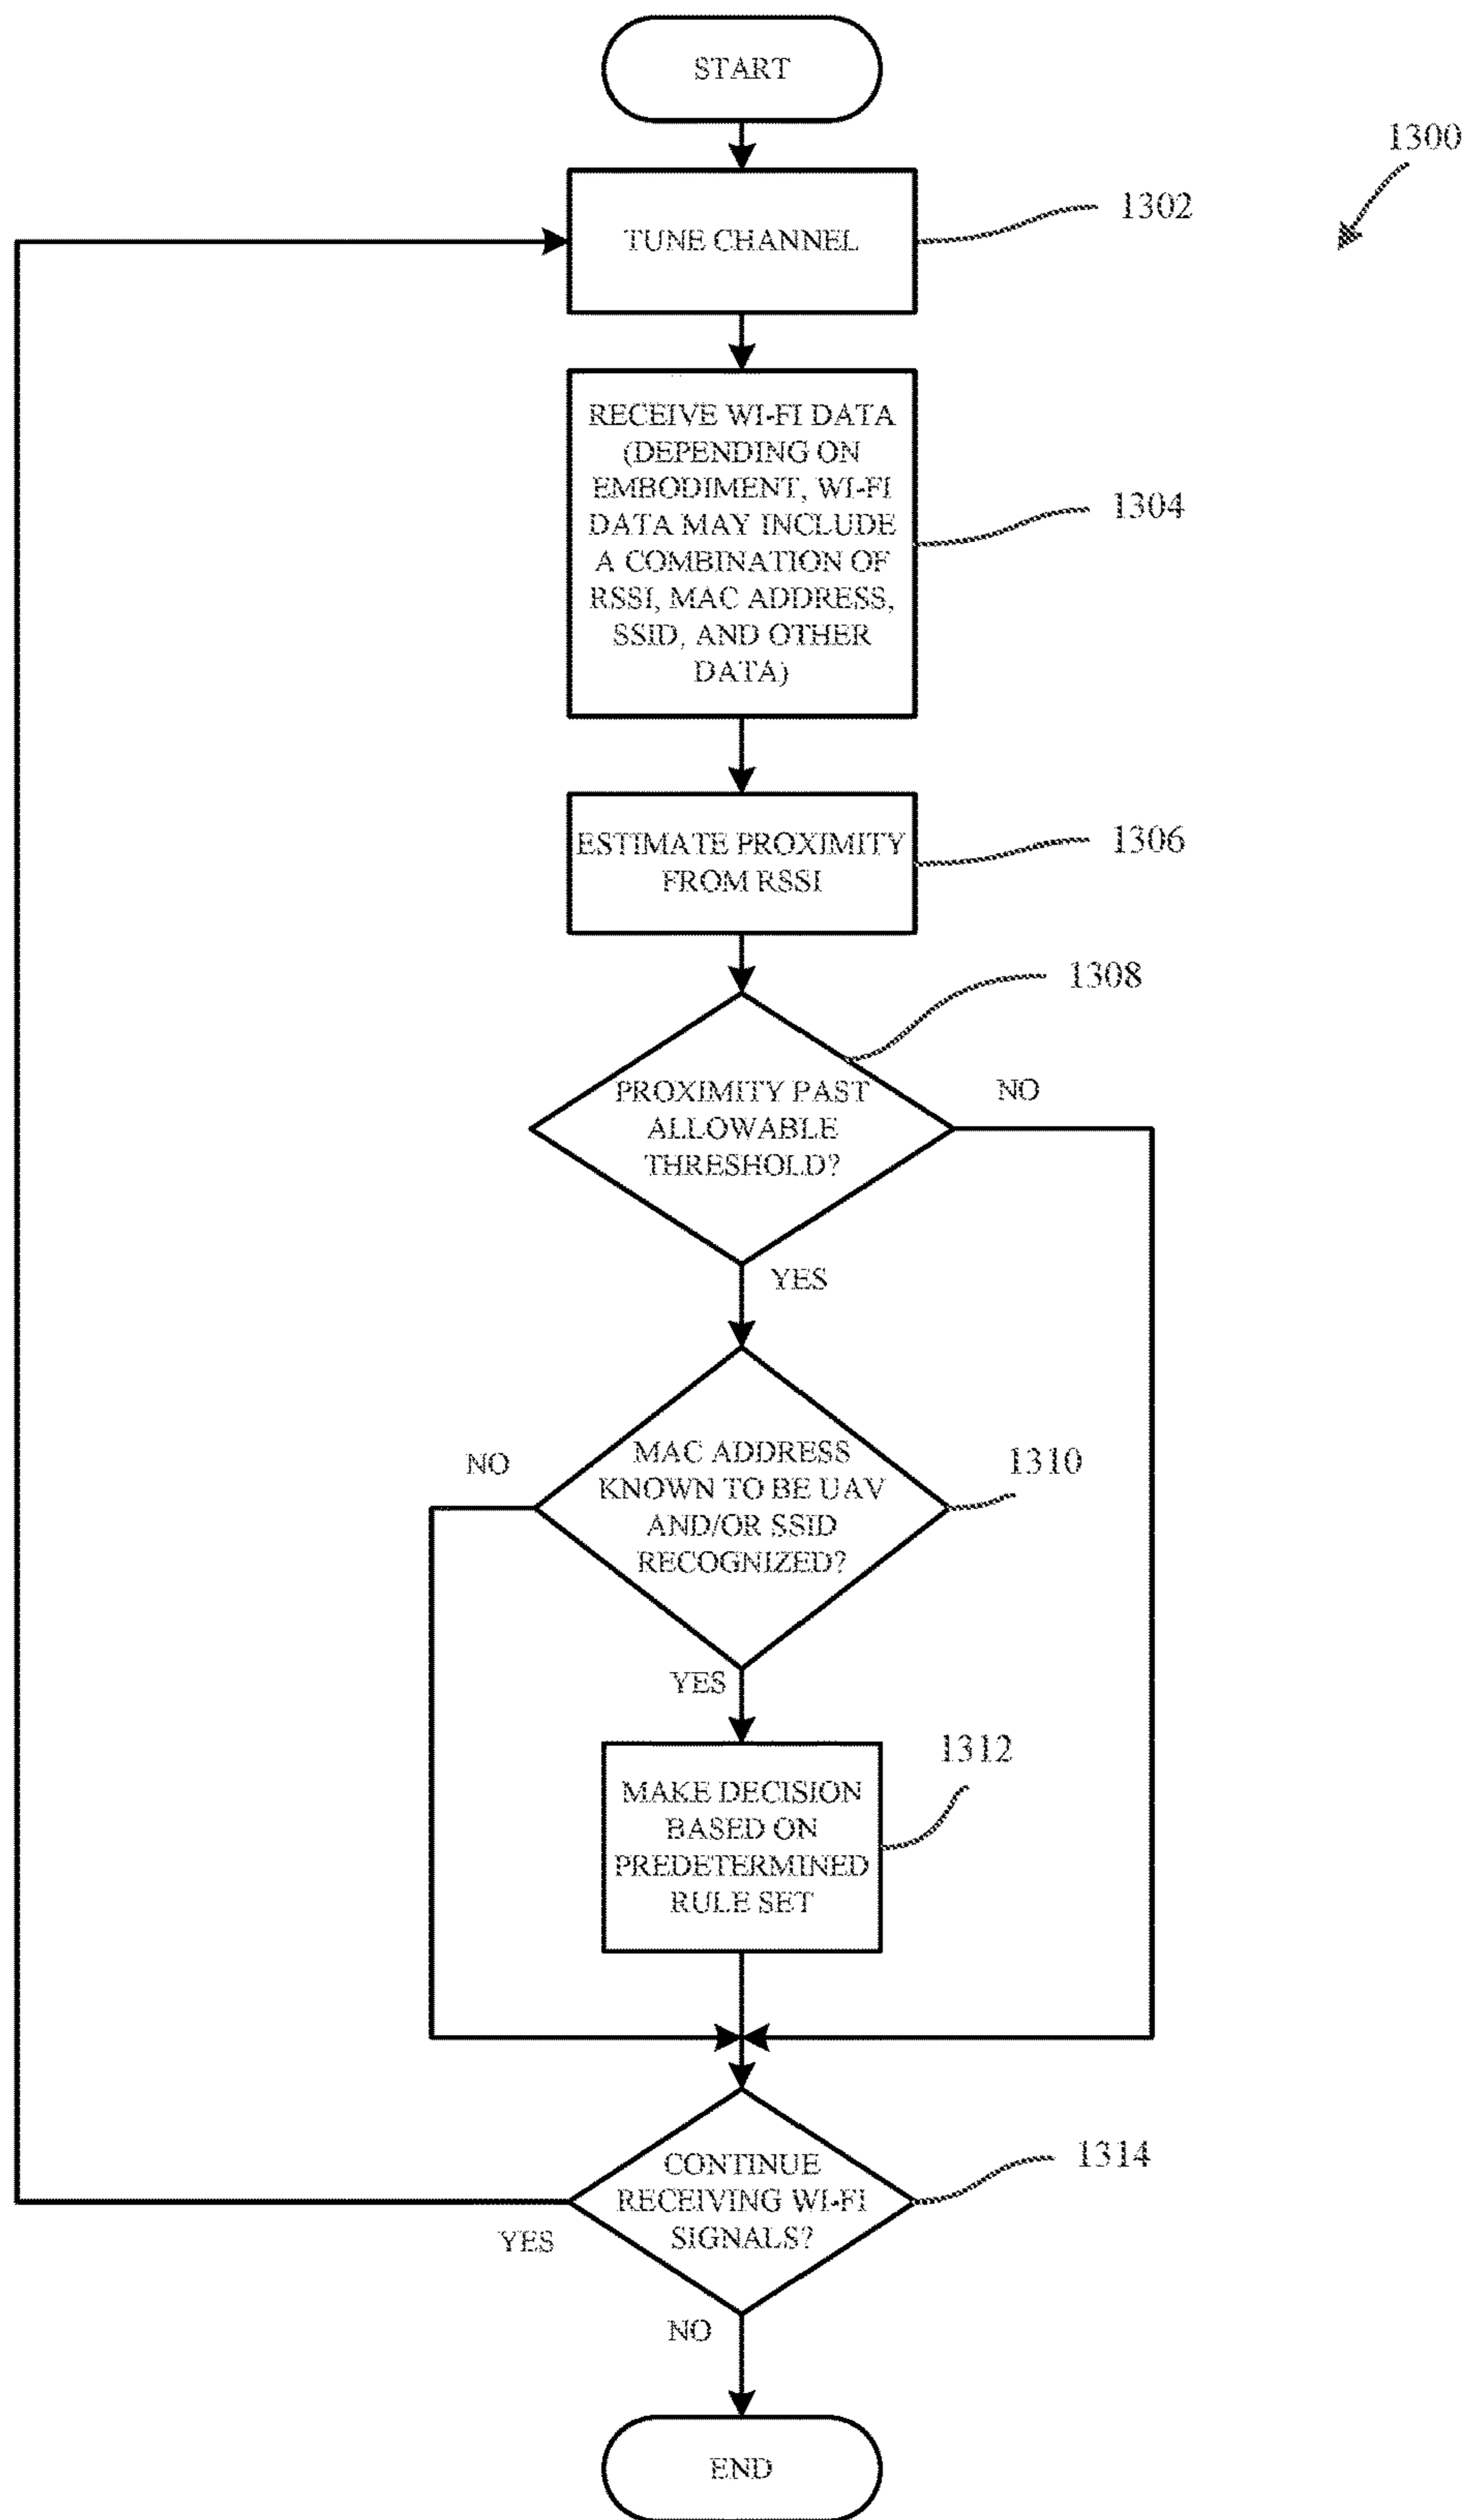 START
1300
TUNE CHANNEL
1302
RECEIVE WI-FI DATA
(DEPENDING ON
EMBODIMENT, WI-FI
DATA MAY INCLUDE
A COMBINATION OF
RSSI, MAC ADDRESS,
SSID, AND OTHER
DATA)
1304
ESTIMATE PROXIMITY
FROM RSSI
1306
1308
PROXIMITY PAST
ALLOWABLE
THRESHOLD?
NO
YES
MAC ADDRESS
KNOWN TO BE UAV
AND/OR SSID
RECOGNIZED?
NO
1310
YES
1312
MAKE DECISION
BASED ON
PREDETERMINED
RULE SET
CONTINUE
RECEIVING WI-FI
SIGNALS?
1314
YES
NO
END